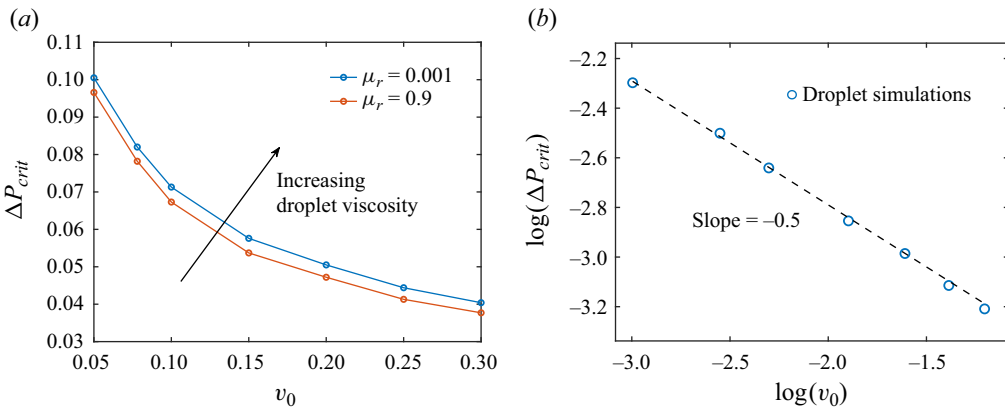 (a)
0.11
0.10
0.09
0.08
0.07
0.06
0.05
0.04
0.03
ΔP_crit
μ_r = 0.001
μ_r = 0.9
Increasing
droplet viscosity
0.05 0.10 0.15 0.20 0.25 0.30
v_0
(b)
–2.2
–2.4
–2.6
–2.8
–3.0
–3.2
log(ΔP_crit)
Droplet simulations
Slope = –0.5
–3.0 –2.5 –2.0 –1.5
log(v_0)